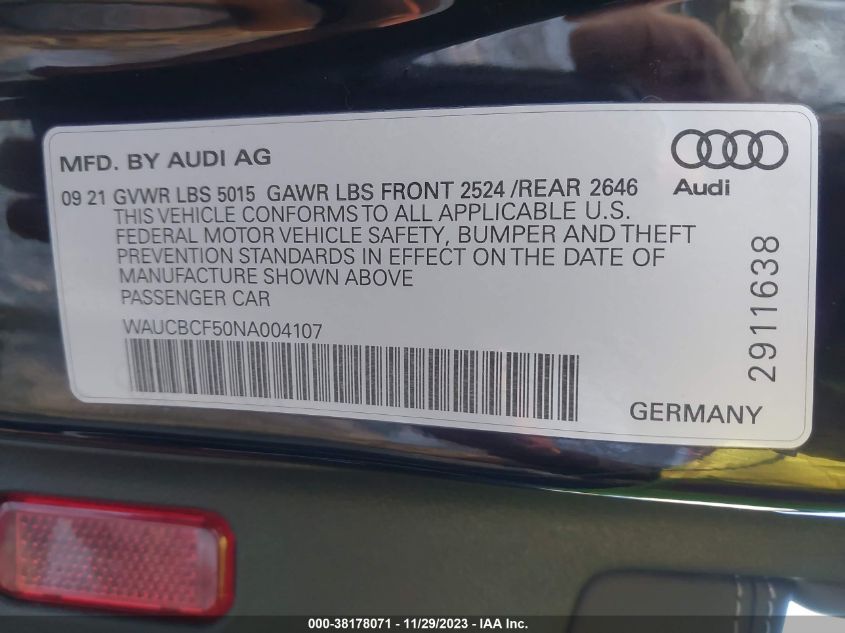 MFD. BY AUDI AG
Audi
09 21 GVWR LBS 5015 GAWR LBS FRONT 2524 /REAR 2646
THIS VEHICLE CONFORMS TO ALL APPLICABLE U.S.
FEDERAL MOTOR VEHICLE SAFETY, BUMPER AND THEFT
PREVENTION STANDARDS IN EFFECT ON THE DATE OF
MANUFACTURE SHOWN ABOVE
PASSENGER CAR
WAUCBCF50NA004107
2911638
GERMANY
000-38178071 - 11/29/2023 - IAA Inc.